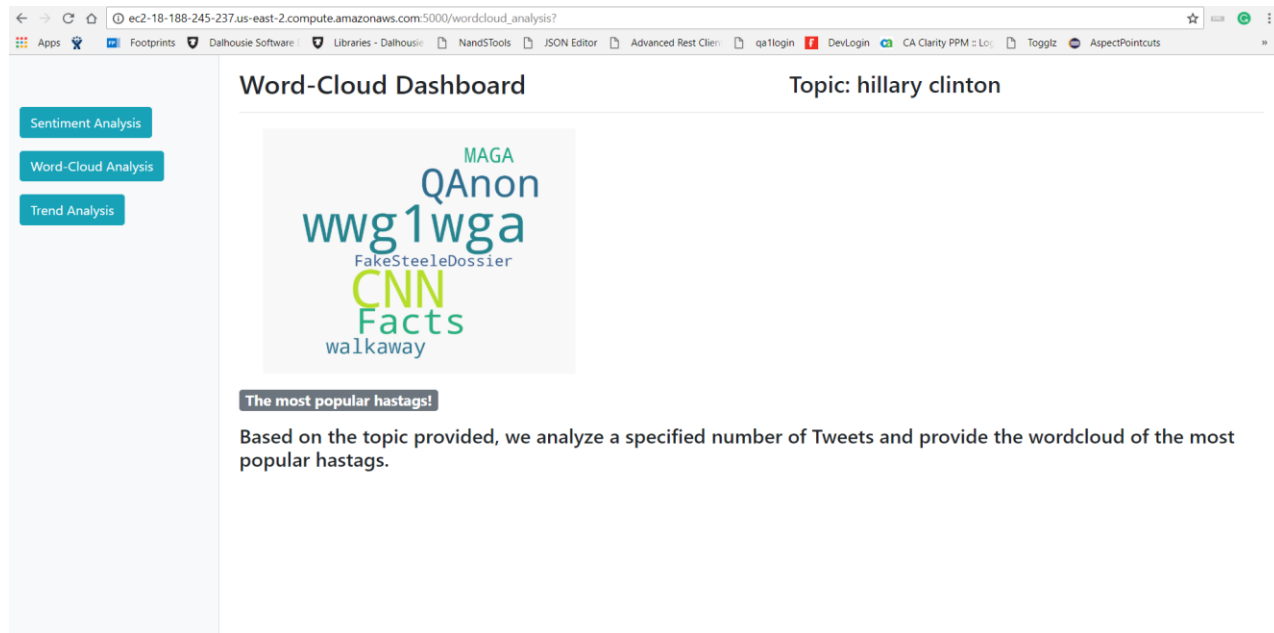 ec2-18-188-245-237.us-east-2.compute.amazonaws.com:5000/wordcloud_analysis?
Apps Footprints Dalhousie Software Libraries - Dalhousie NandSTools JSON Editor Advanced Rest Clien qa1login DevLogin CA Clarity PPM :: Log Togglz AspectPointcuts »
Word-Cloud Dashboard Topic: hillary clinton
Sentiment Analysis
Word-Cloud Analysis
Trend Analysis
MAGA
QAnon
wwg1wga
FakeSteeleDossier
CNN
Facts
walkaway
The most popular hastags!
Based on the topic provided, we analyze a specified number of Tweets and provide the wordcloud of the most
popular hastags.